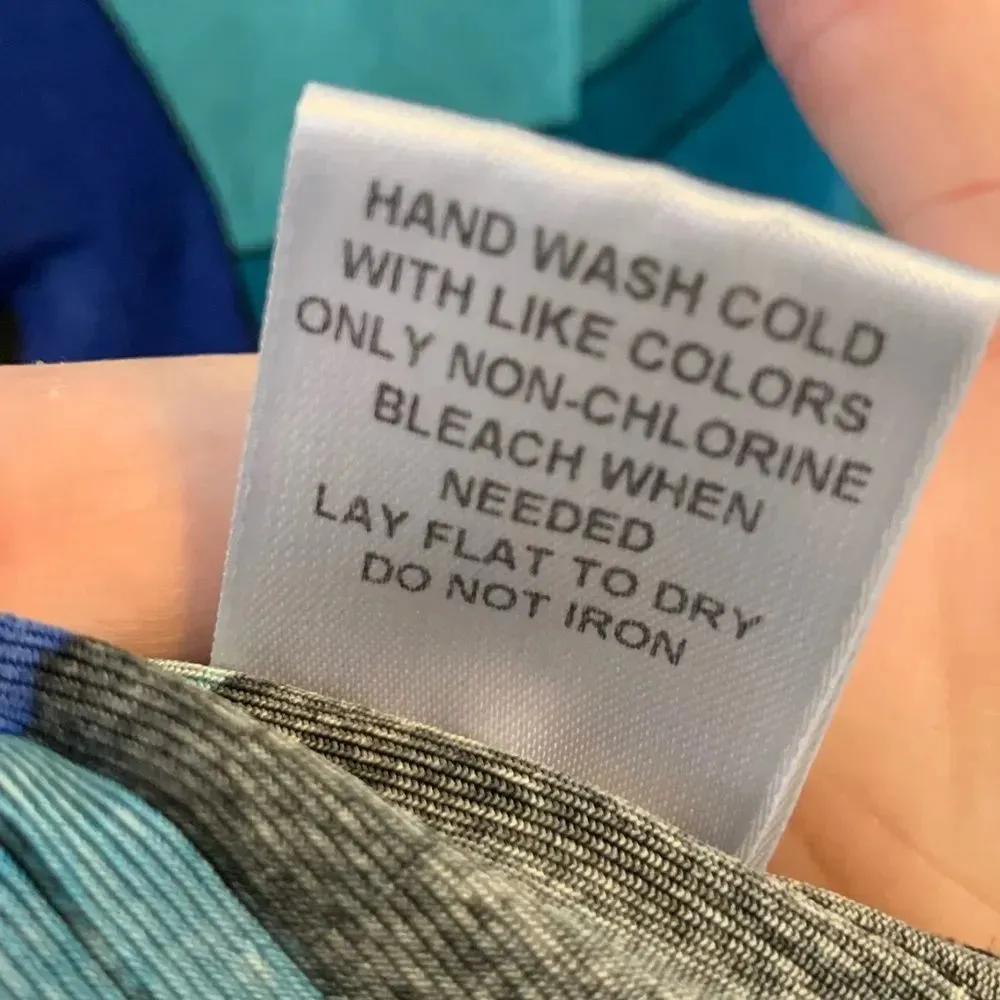 HAND WASH COLD
WITH LIKE COLORS
ONLY NON-CHLORINE
BLEACH WHEN
NEEDED
LAY FLAT TO DRY
DO NOT IRON